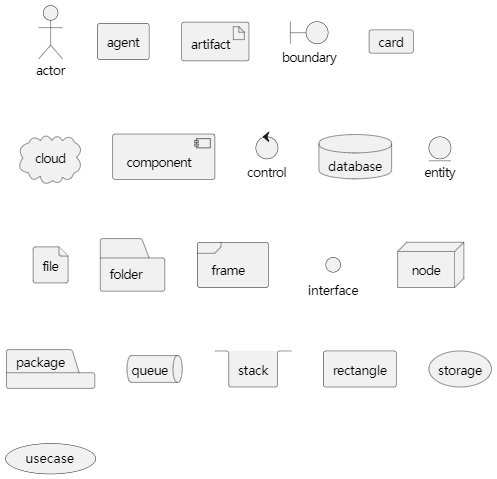 actor
agent
artifact
boundary
card
cloud
component
control
database
entity
file
folder
frame
interface
node
package
queue
stack
rectangle
storage
usecase